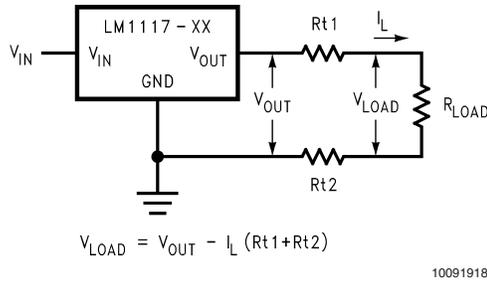 LM1117-XX
Rt1
I_L
V_IN
V_IN
V_OUT
GND
V_OUT
V_LOAD
R_LOAD
Rt2
V_LOAD = V_OUT - I_L (Rt1+Rt2)
10091918